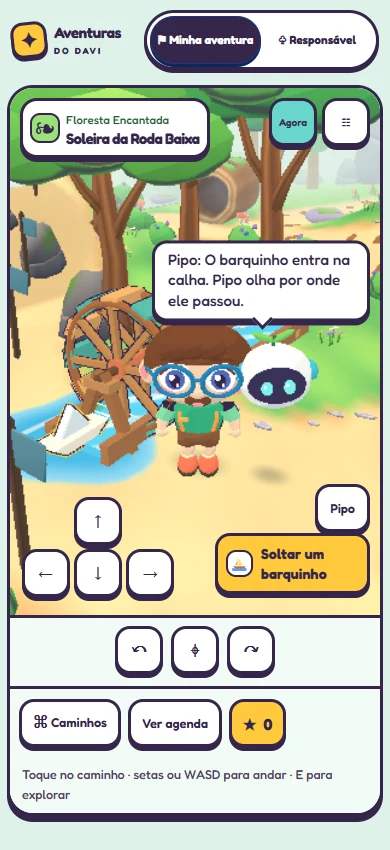 Aventuras
DO DAVI
Minha aventura
Responsável
Floresta Encantada
Soleira da Roda Baixa
Agora
Pipo: O barquinho entra na
calha. Pipo olha por onde
ele passou.
Pipo
Soltar um
barquinho
Caminhos
Ver agenda
★ 0
Toque no caminho · setas ou WASD para andar · E para
explorar